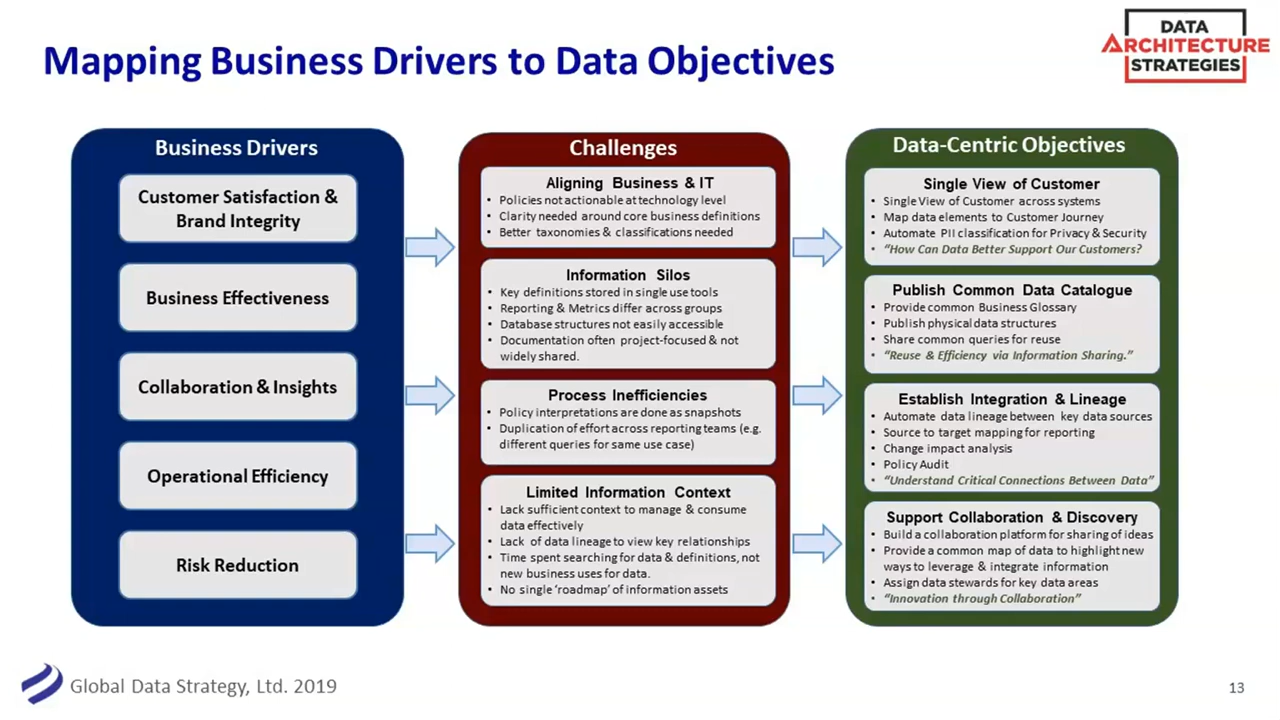 Mapping Business Drivers to Data Objectives
DATA
ARCHITECTURE
STRATEGIES
Business Drivers
Customer Satisfaction &
Brand Integrity
Business Effectiveness
Collaboration & Insights
Operational Efficiency
Risk Reduction
Challenges
Aligning Business & IT
• Policies not actionable at technology level
• Clarity needed around core business definitions
• Better taxonomies & classifications needed
Information Silos
• Key definitions stored in single use tools
• Reporting & Metrics differ across groups
• Database structures not easily accessible
• Documentation often project-focused & not
widely shared.
Process Inefficiencies
• Policy interpretations are done as snapshots
• Duplication of effort across reporting teams (e.g.
different queries for same use case)
Limited Information Context
• Lack sufficient context to manage & consume
data effectively
• Lack of data lineage to view key relationships
• Time spent searching for data & definitions, not
new business uses for data.
• No single ‘roadmap’ of information assets
Data-Centric Objectives
Single View of Customer
• Single View of Customer across systems
• Map data elements to Customer Journey
• Automate PII classification for Privacy & Security
• “How Can Data Better Support Our Customers?
Publish Common Data Catalogue
• Provide common Business Glossary
• Publish physical data structures
• Share common queries for reuse
• “Reuse & Efficiency via Information Sharing.”
Establish Integration & Lineage
• Automate data lineage between key data sources
• Source to target mapping for reporting
• Change impact analysis
• Policy Audit
• “Understand Critical Connections Between Data”
Support Collaboration & Discovery
• Build a collaboration platform for sharing of ideas
• Provide a common map of data to highlight new
ways to leverage & integrate information
• Assign data stewards for key data areas
• “Innovation through Collaboration”
Global Data Strategy, Ltd. 2019
13